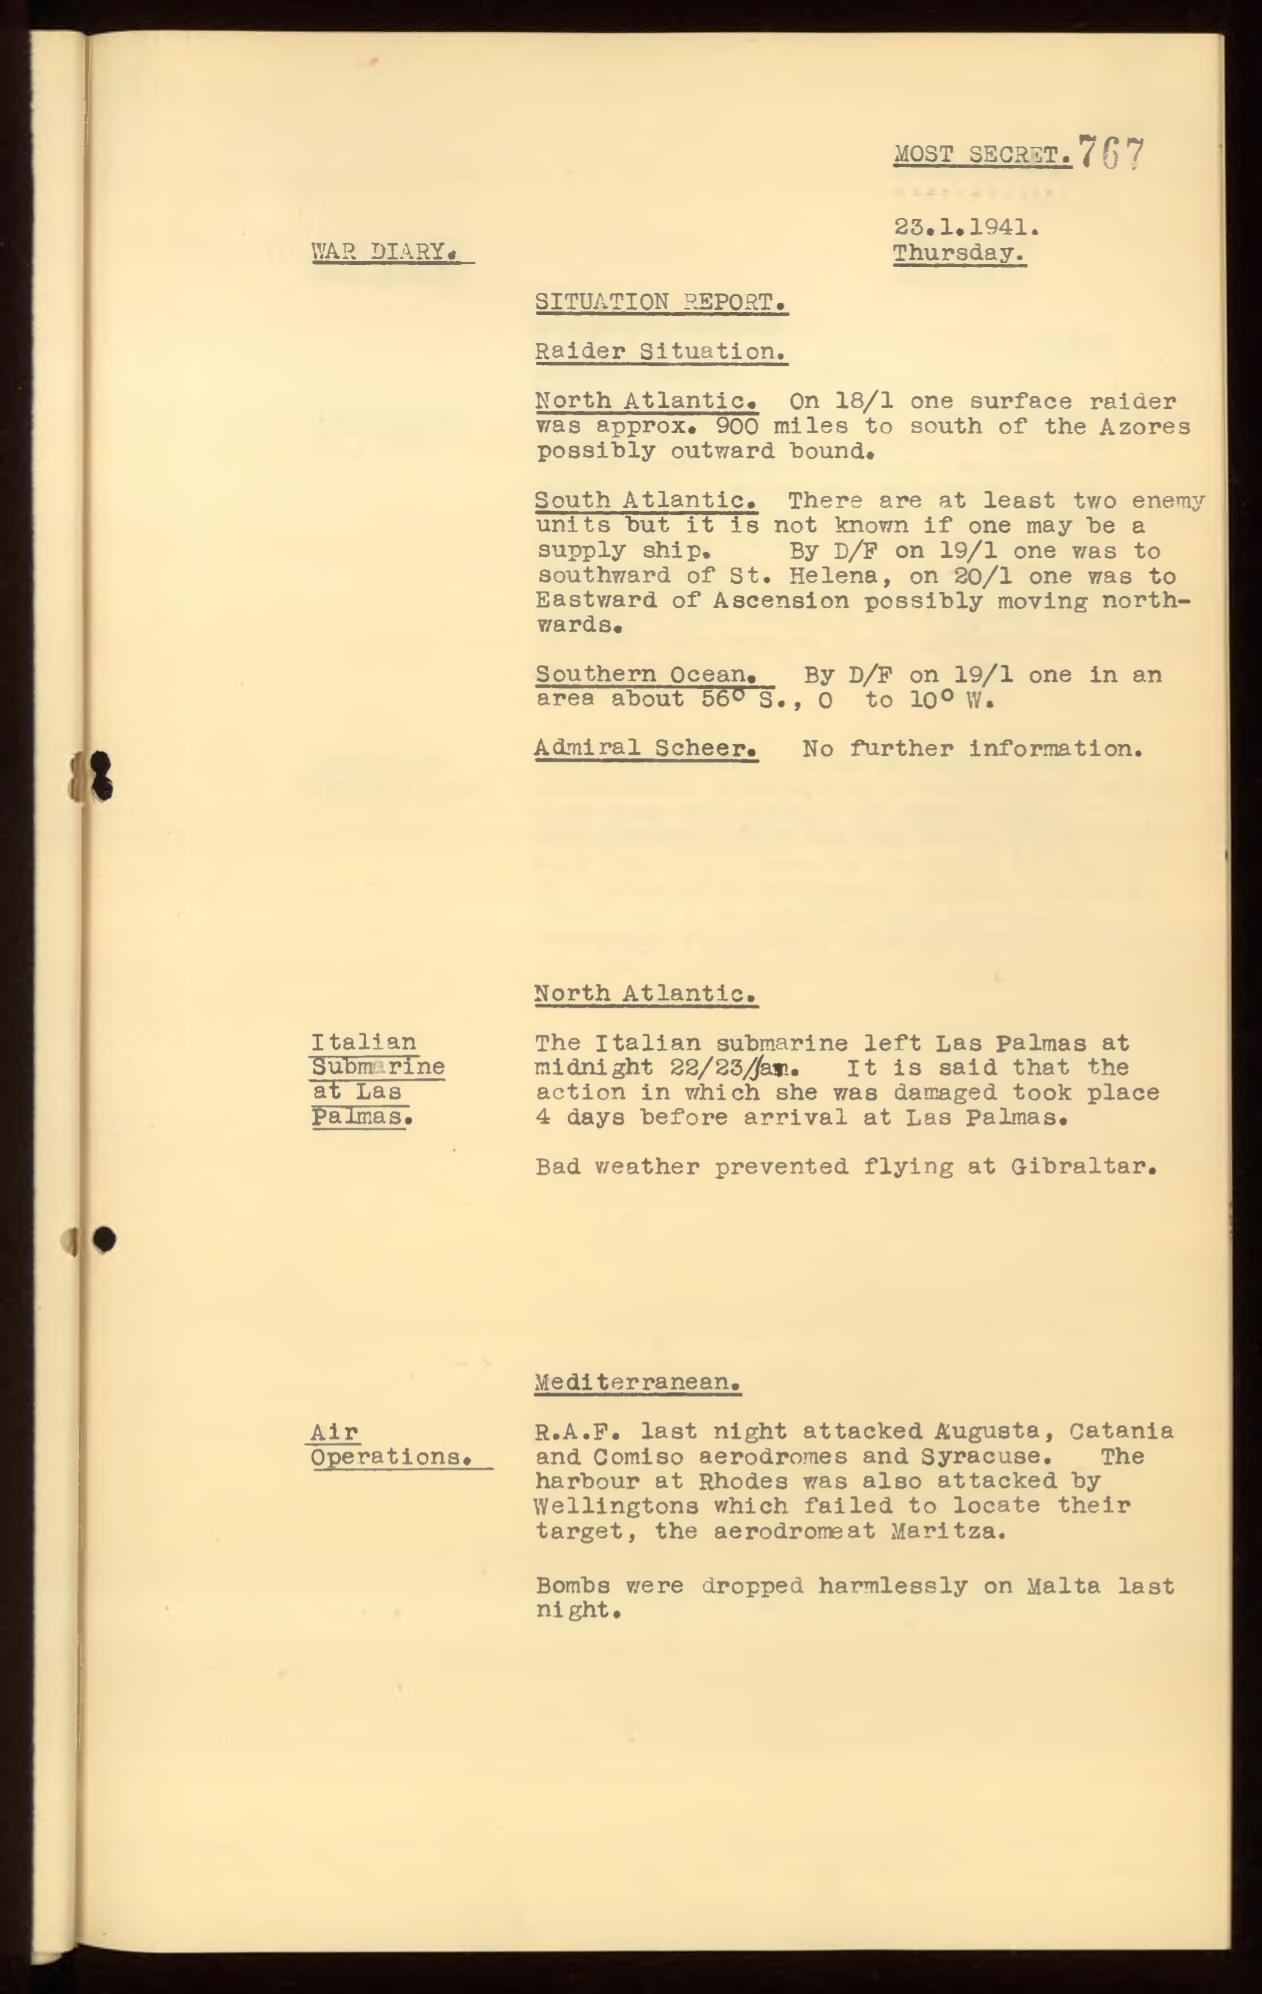 MOST SECRET. 767
23.1.1941.
WAR DIARY.
Thursday.
SITUATION REPORT.
Raider Situation.
North Atlantic. On 18/1 one surface raider
was approx. 900 miles to south of the Azores
possibly outward bound.
South Atlantic. There are at least two enemy
units but it is not known if one may be a
supply ship. By D/F on 19/1 one was to
southward of St. Helena, on 20/1 one was to
Eastward of Ascension possibly moving north-
wards.
Southern Ocean. By D/F on 19/1 one in an
area about 56° S., 0 to 10° W.
Admiral Scheer. No further information.
North Atlantic.
Italian
Submarine
at Las
Palmas.
The Italian submarine left Las Palmas at
midnight 22/23/Jan. It is said that the
action in which she was damaged took place
4 days before arrival at Las Palmas.
Bad weather prevented flying at Gibraltar.
Mediterranean.
Air
Operations.
R.A.F. last night attacked Augusta, Catania
and Comiso aerodromes and Syracuse. The
harbour at Rhodes was also attacked by
Wellingtons which failed to locate their
target, the aerodromeat Maritza.
Bombs were dropped harmlessly on Malta last
night.